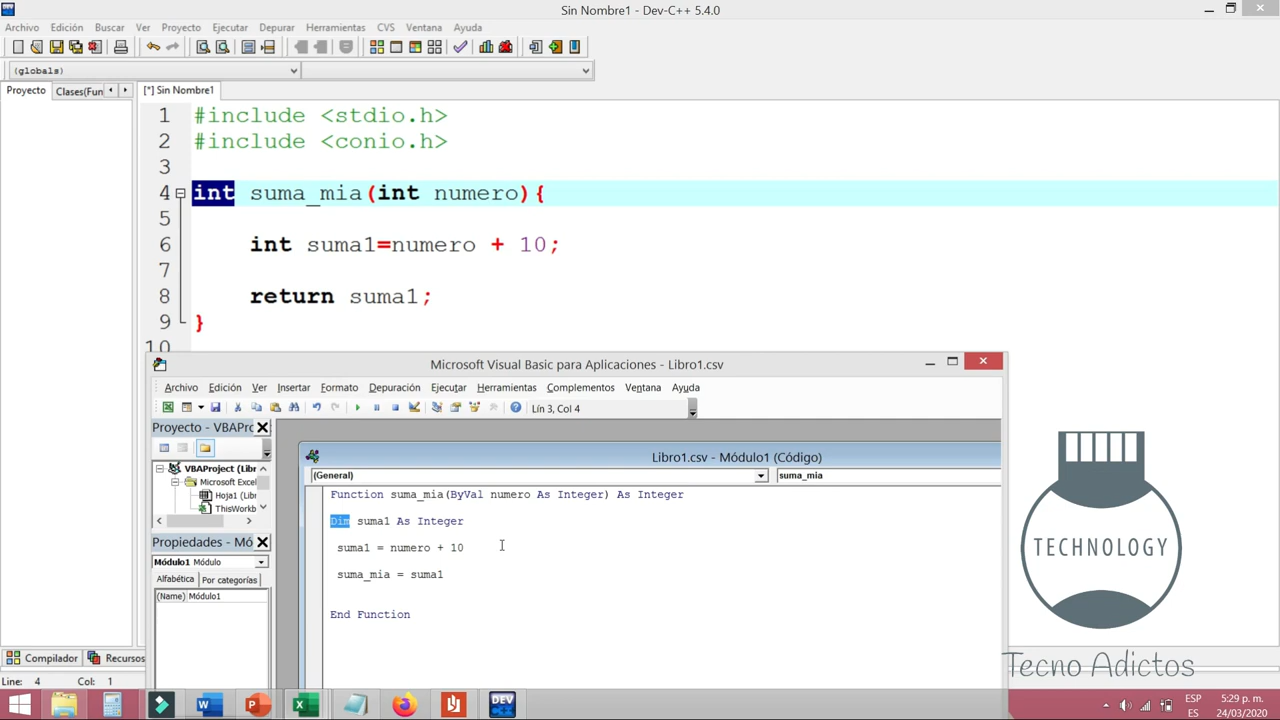 Sin Nombre1 - Dev-C++ 5.4.0
Archivo Edición Buscar Ver Proyecto Ejecutar Depurar Herramientas CVS Ventana Ayuda
(globals)
Proyecto Clases(Fun [*] Sin Nombre1
1 #include <stdio.h>
2 #include <conio.h>
3
4 int suma_mia(int numero){
5
6 int suma1=numero + 10;
7
8 return suma1;
9 }
10
Microsoft Visual Basic para Aplicaciones - Libro1.csv
Archivo Edición Ver Insertar Formato Depuración Ejecutar Herramientas Complementos Ventana Ayuda
Lín 3, Col 4
Proyecto - VBAPro
Libro1.csv - Módulo1 (Código)
VBAProject (Libr
Microsoft Excel
Hoja1 (Libr
ThisWorkb
(General) suma_mia
Function suma_mia(ByVal numero As Integer) As Integer
Dim suma1 As Integer
suma1 = numero + 10
suma_mia = suma1
End Function
Propiedades - Mó
Módulo1 Módulo
Alfabética Por categorías
(Name) Módulo1
TECHNOLOGY
Tecno Adictos
Compilador Recursos
Line: 4 Col: 1
W P X DEV
ESP
ES
5:29 p. m.
24/03/2020